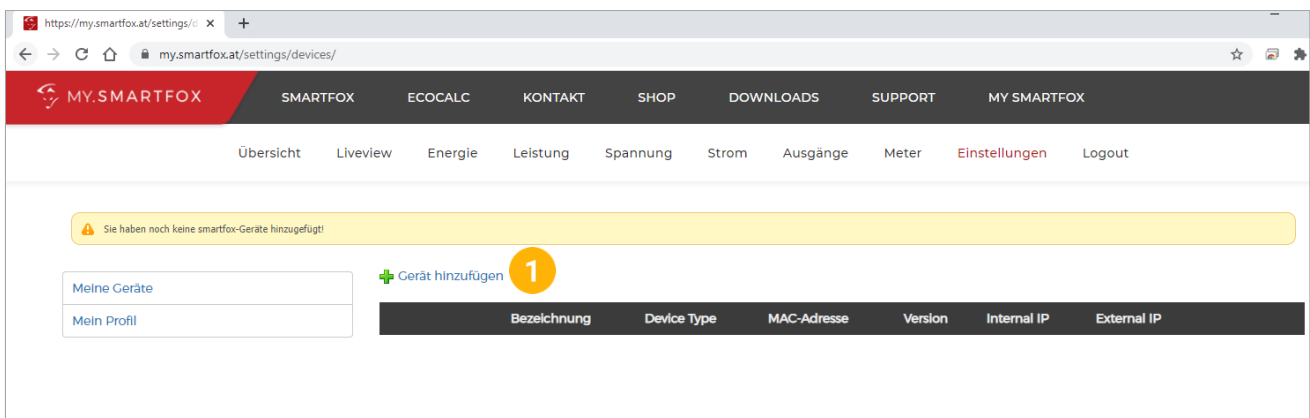 https://my.smartfox.at/settings/d
my.smartfox.at/settings/devices/
MY.SMARTFOX SMARTFOX ECOCALC KONTAKT SHOP DOWNLOADS SUPPORT MY SMARTFOX
Übersicht Liveview Energie Leistung Spannung Strom Ausgänge Meter Einstellungen Logout
Sie haben noch keine smartfox-Geräte hinzugefügt!
Gerät hinzufügen 1
Meine Geräte
Mein Profil
Bezeichnung Device Type MAC-Adresse Version Internal IP External IP